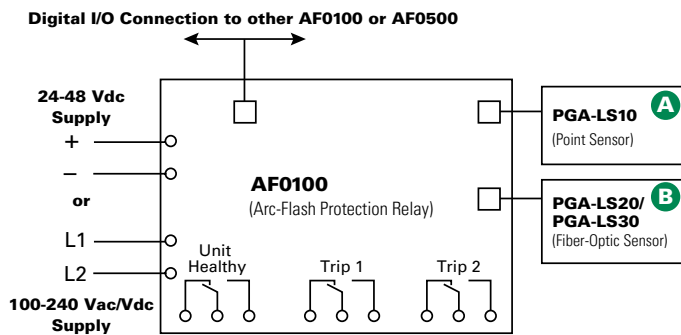 Digital I/O Connection to other AF0100 or AF0500
24-48 Vdc
Supply
+
−
or
L1
L2
100-240 Vac/Vdc
Supply
AF0100
(Arc-Flash Protection Relay)
Unit
Healthy
Trip 1
Trip 2
PGA-LS10
A
(Point Sensor)
PGA-LS20/
PGA-LS30
B
(Fiber-Optic Sensor)